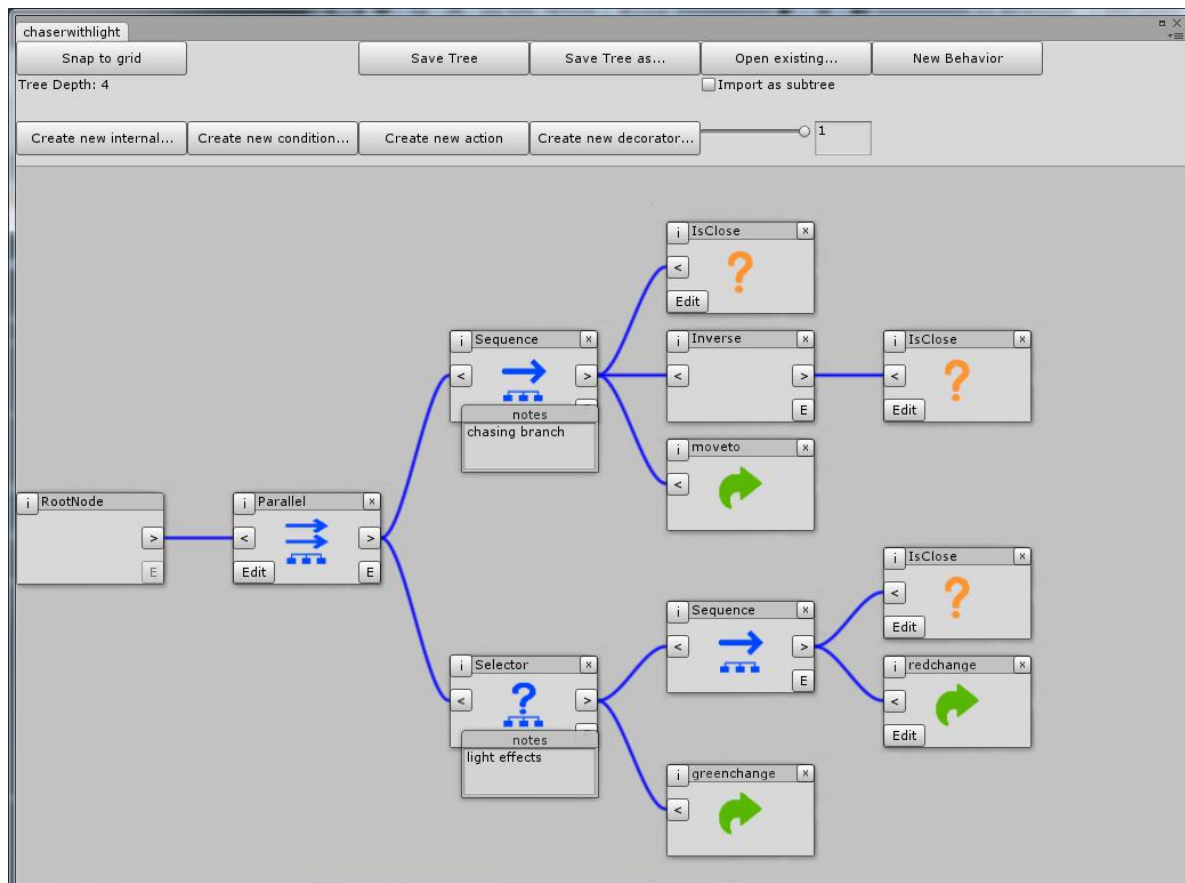 chaserwithlight
Snap to grid
Save Tree
Save Tree as...
Open existing...
New Behavior
Tree Depth: 4
Import as subtree
Create new internal...
Create new condition...
Create new action
Create new decorator...
1
i IsClose x
<
Edit
i Sequence x
< >
notes
chasing branch
i Inverse x
< >
E
i IsClose x
<
Edit
i moveto x
<
i RootNode
>
E
i Parallel x
< >
Edit E
i IsClose x
<
Edit
i Sequence x
< >
E
i Selector x
< >
notes
light effects
i redchange x
<
Edit
i greenchange x
<